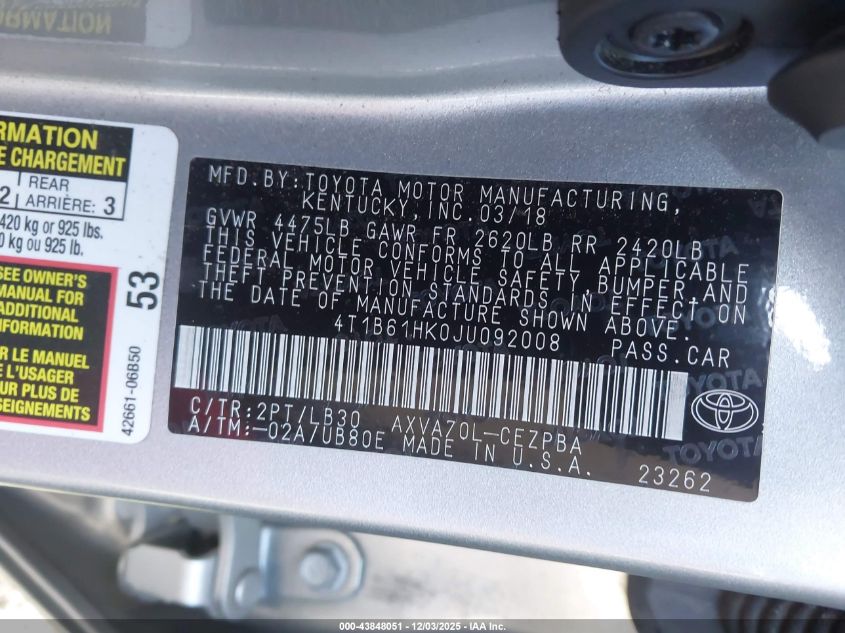 FORMATION
RMATION
E CHARGEMENT
2 REAR
ARRIÈRE: 3
420 kg or 925 lbs.
0 kg ou 925 lb.
SEE OWNER'S
MANUAL FOR
ADDITIONAL
INFORMATION
R LE MANUEL
L'USAGER
PLUS DE
53
42661-06B50
MFD.BY:TOYOTA MOTOR MANUFACTURING,
KENTUCKY,INC.03/18
GVWR 4475LB GAWR FR 2620LB RR 2420LB
THIS VEHICLE CONFORMS TO ALL APPLICABLE
FEDERAL MOTOR VEHICLE SAFETY,BUMPER,AND
THEFT PREVENTION STANDARDS IN EFFECT ON
THE DATE OF MANUFACTURE SHOWN ABOVE.
4T1B61HK0JU092008 PASS.CAR
C/TR:2PT/LB30 AXVA70L-CEZPBA
A/TM:-02A/UB80E MADE IN U.S.A.
23262
TOYOTA
000-43848051 - 12/03/2025 - IAA Inc.